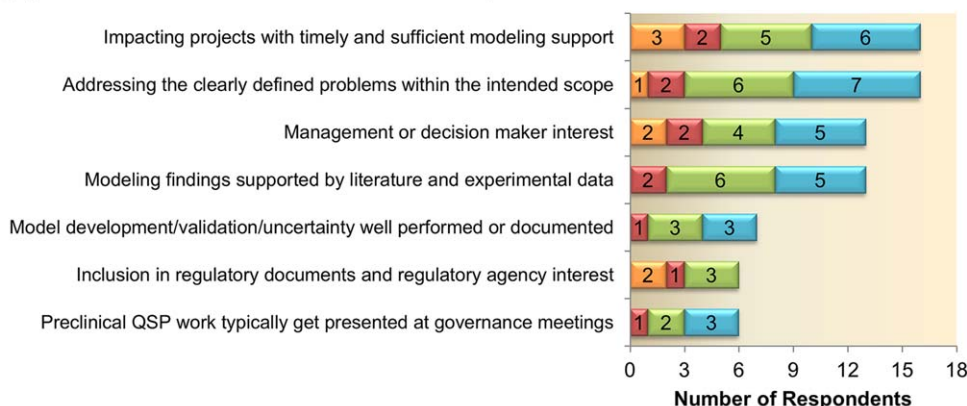 Impacting projects with timely and sufficient modeling support 3 2 5 6
Addressing the clearly defined problems within the intended scope 1 2 6 7
Management or decision maker interest 2 2 4 5
Modeling findings supported by literature and experimental data 2 6 5
Model development/validation/uncertainty well performed or documented 1 3 3
Inclusion in regulatory documents and regulatory agency interest 2 1 3
Preclinical QSP work typically get presented at governance meetings 1 2 3
0 3 6 9 12 15 18
Number of Respondents